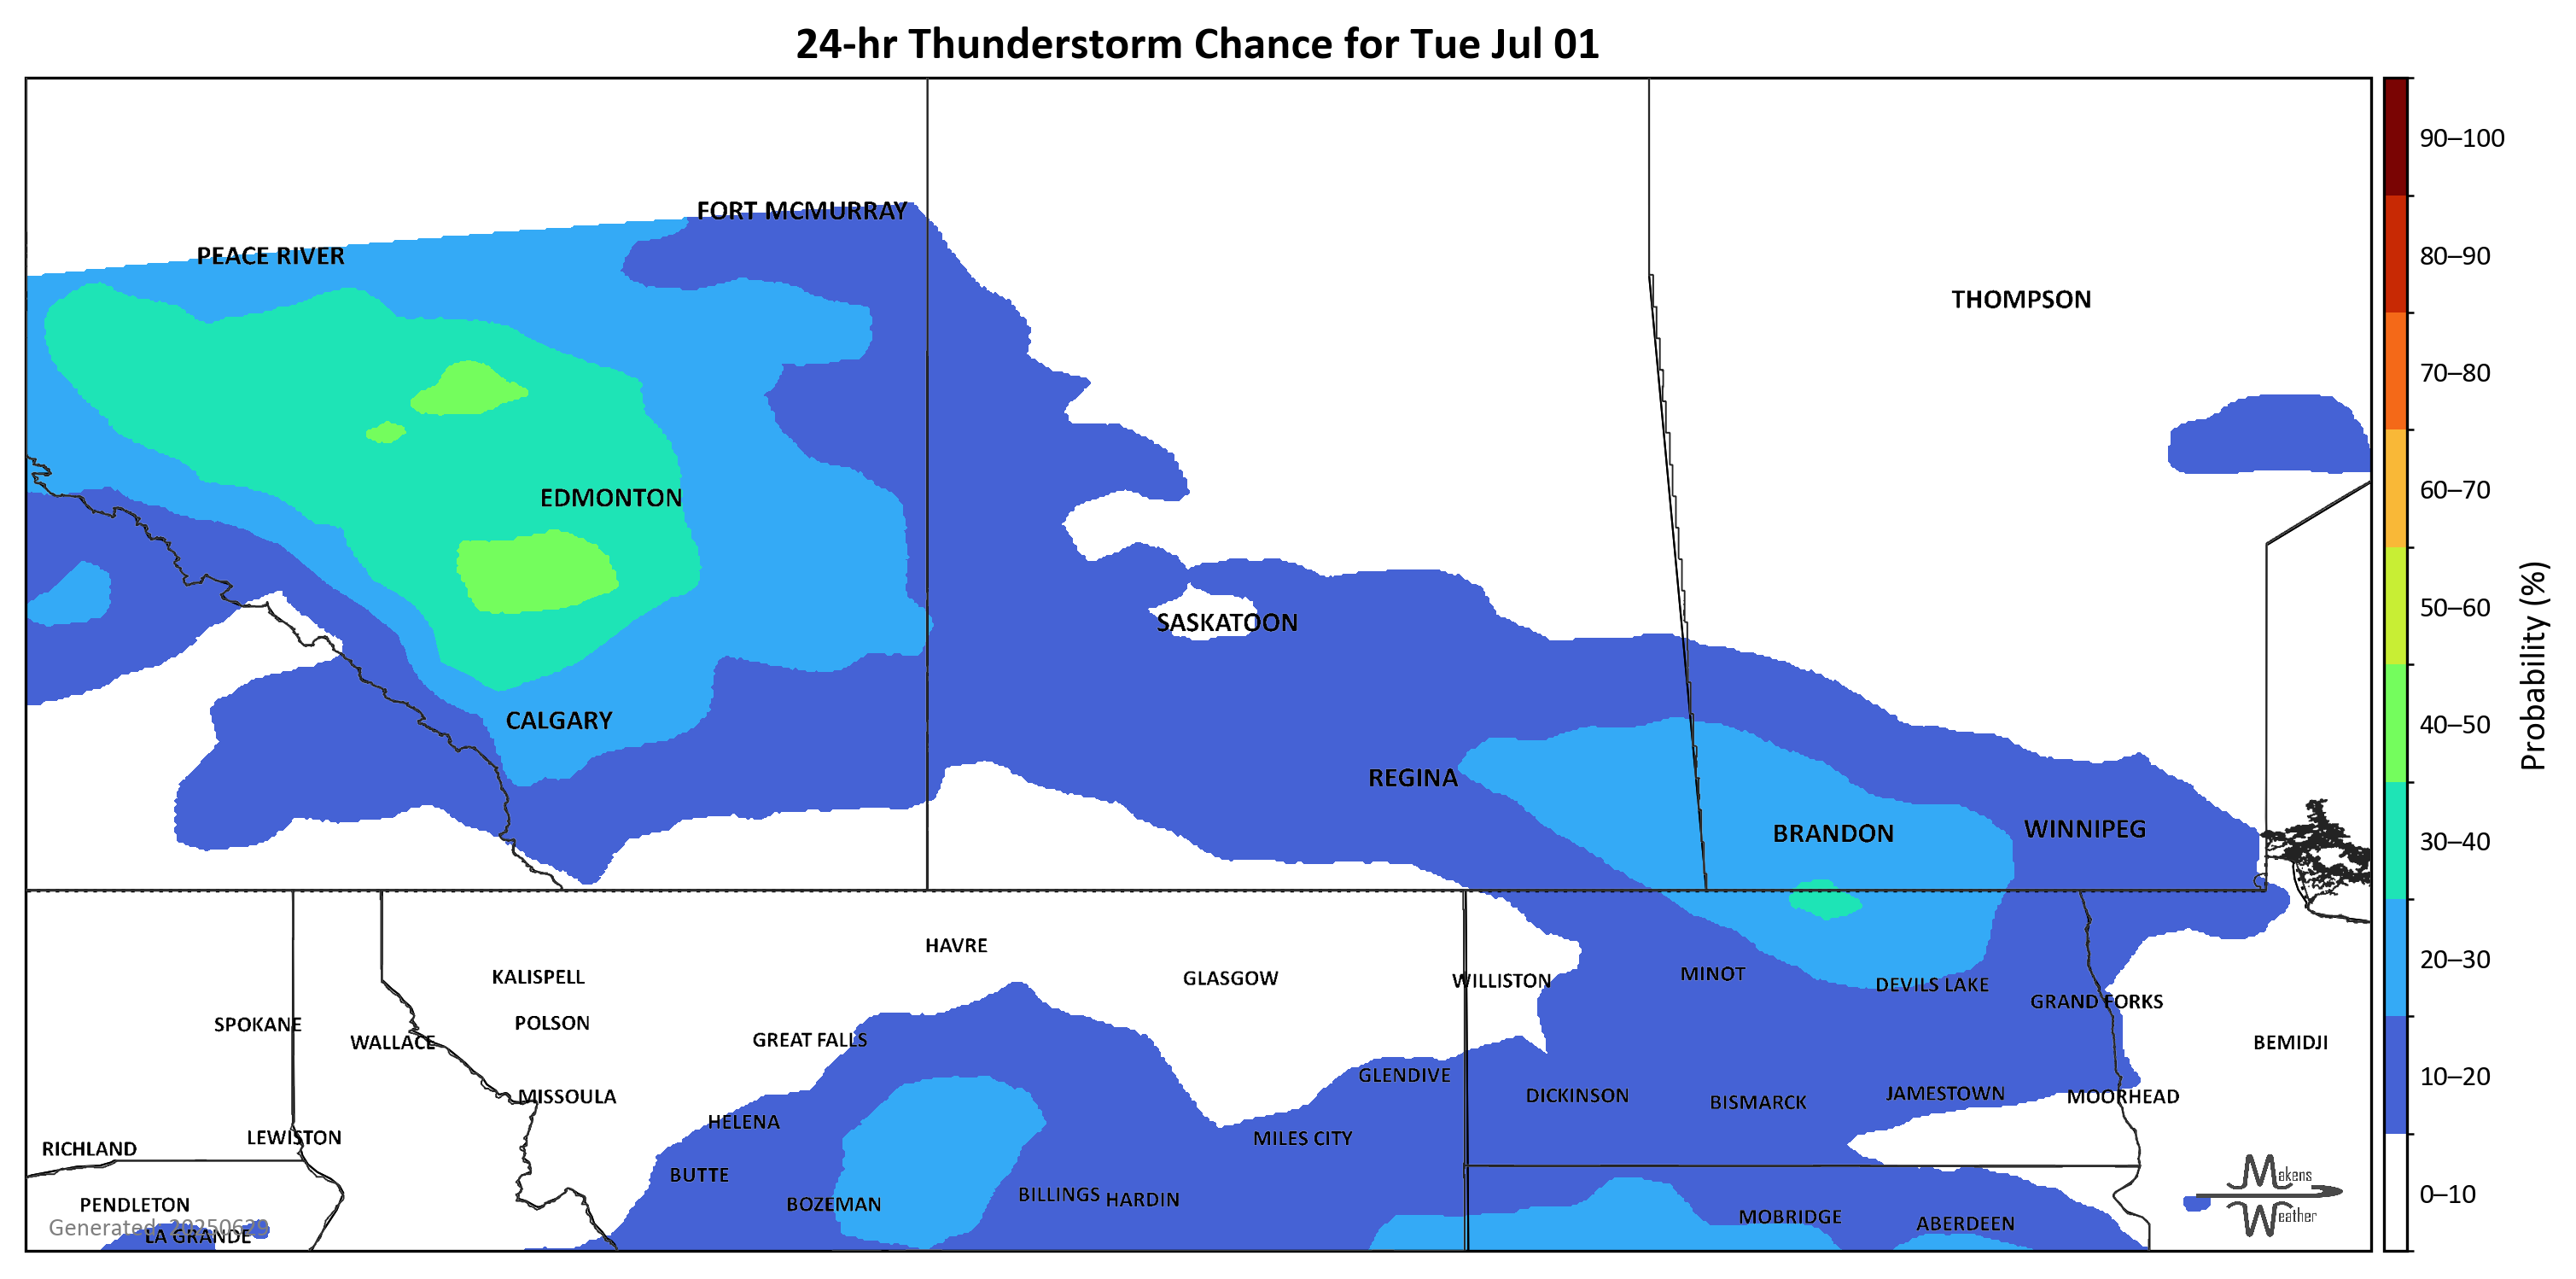 24-hr Thunderstorm Chance for Tue Jul 01
90–100
FORT MCMURRAY
PEACE RIVER
80–90
THOMPSON
70–80
60–70
EDMONTON
50–60
SASKATOON
Probability (%)
40–50
CALGARY
REGINA
30–40
BRANDON
WINNIPEG
HAVRE
20–30
KALISPELL
GLASGOW
WILLISTON
MINOT
DEVILS LAKE
GRAND FORKS
SPOKANE
POLSON
WALLACE
GREAT FALLS
BEMIDJI
GLENDIVE
10–20
MISSOULA
DICKINSON
BISMARCK
JAMESTOWN
MOORHEAD
HELENA
LEWISTON
MILES CITY
RICHLAND
BUTTE
Makens
BILLINGS
HARDIN
0–10
PENDLETON
BOZEMAN
MOBRIDGE
ABERDEEN
Weather
Generated: 20250629
LA GRANDE